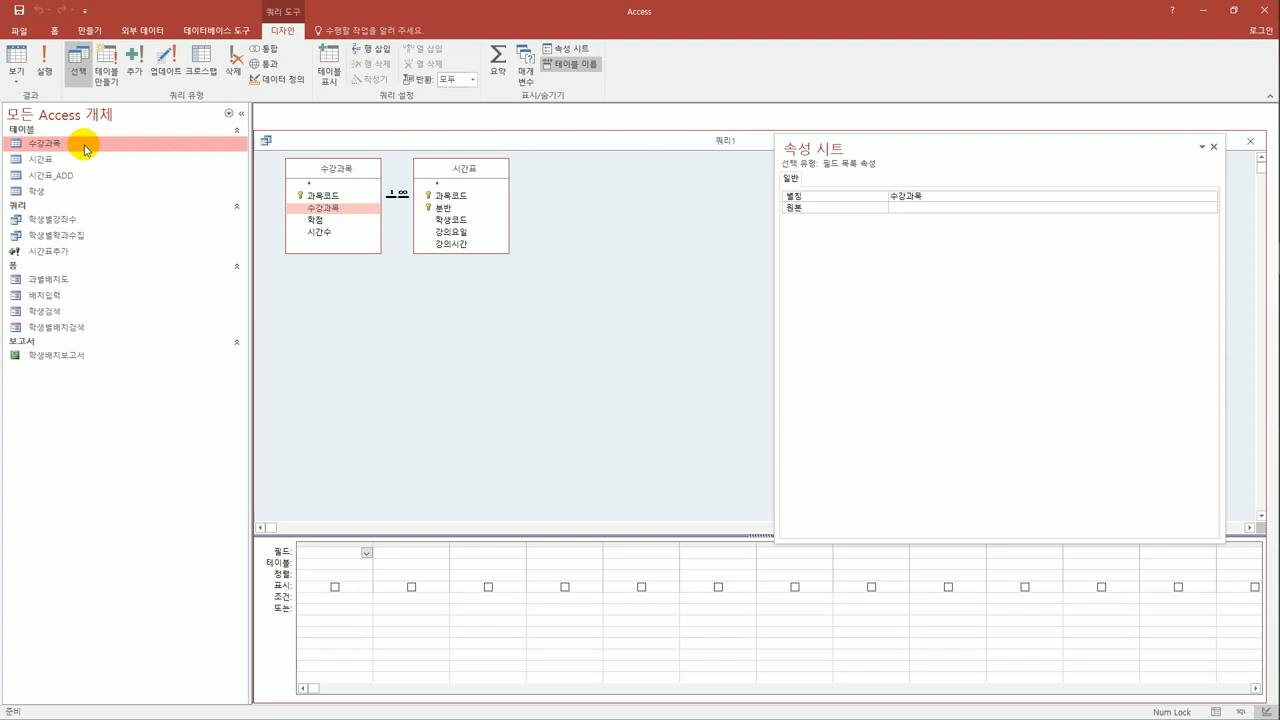 쿼리 도구
Access
?
파일 홈 만들기 외부 데이터 데이터베이스 도구 디자인 수행할 작업을 알려 주세요.
로그인
보기 실행 선택 테이블 만들기 추가 업데이트 크로스탭 삭제 통합 통과 데이터 정의 테이블 표시 행 삽입 행 삭제 작성기 열 삽입 열 삭제 반환: 모두 요약 매개 변수 속성 시트 테이블 이름
결과 쿼리 유형 쿼리 설정 표시/숨기기
모든 Access 개체
테이블
수강과목
시간표
시간표_ADD
학생
쿼리
학생별강좌수
학생별학과수집
시간표추가
폼
과별배치도
배치입력
학생검색
학생별배치검색
보고서
학생배치보고서
쿼리1
수강과목
*
과목코드
수강과목
학점
시간수
1 ∞
시간표
*
과목코드
분반
학생코드
강의요일
강의시간
속성 시트
선택 유형: 필드 목록 속성
일반
별칭 수강과목
원본
필드:
테이블:
정렬:
표시:
조건:
또는:
준비
Num Lock
SQL